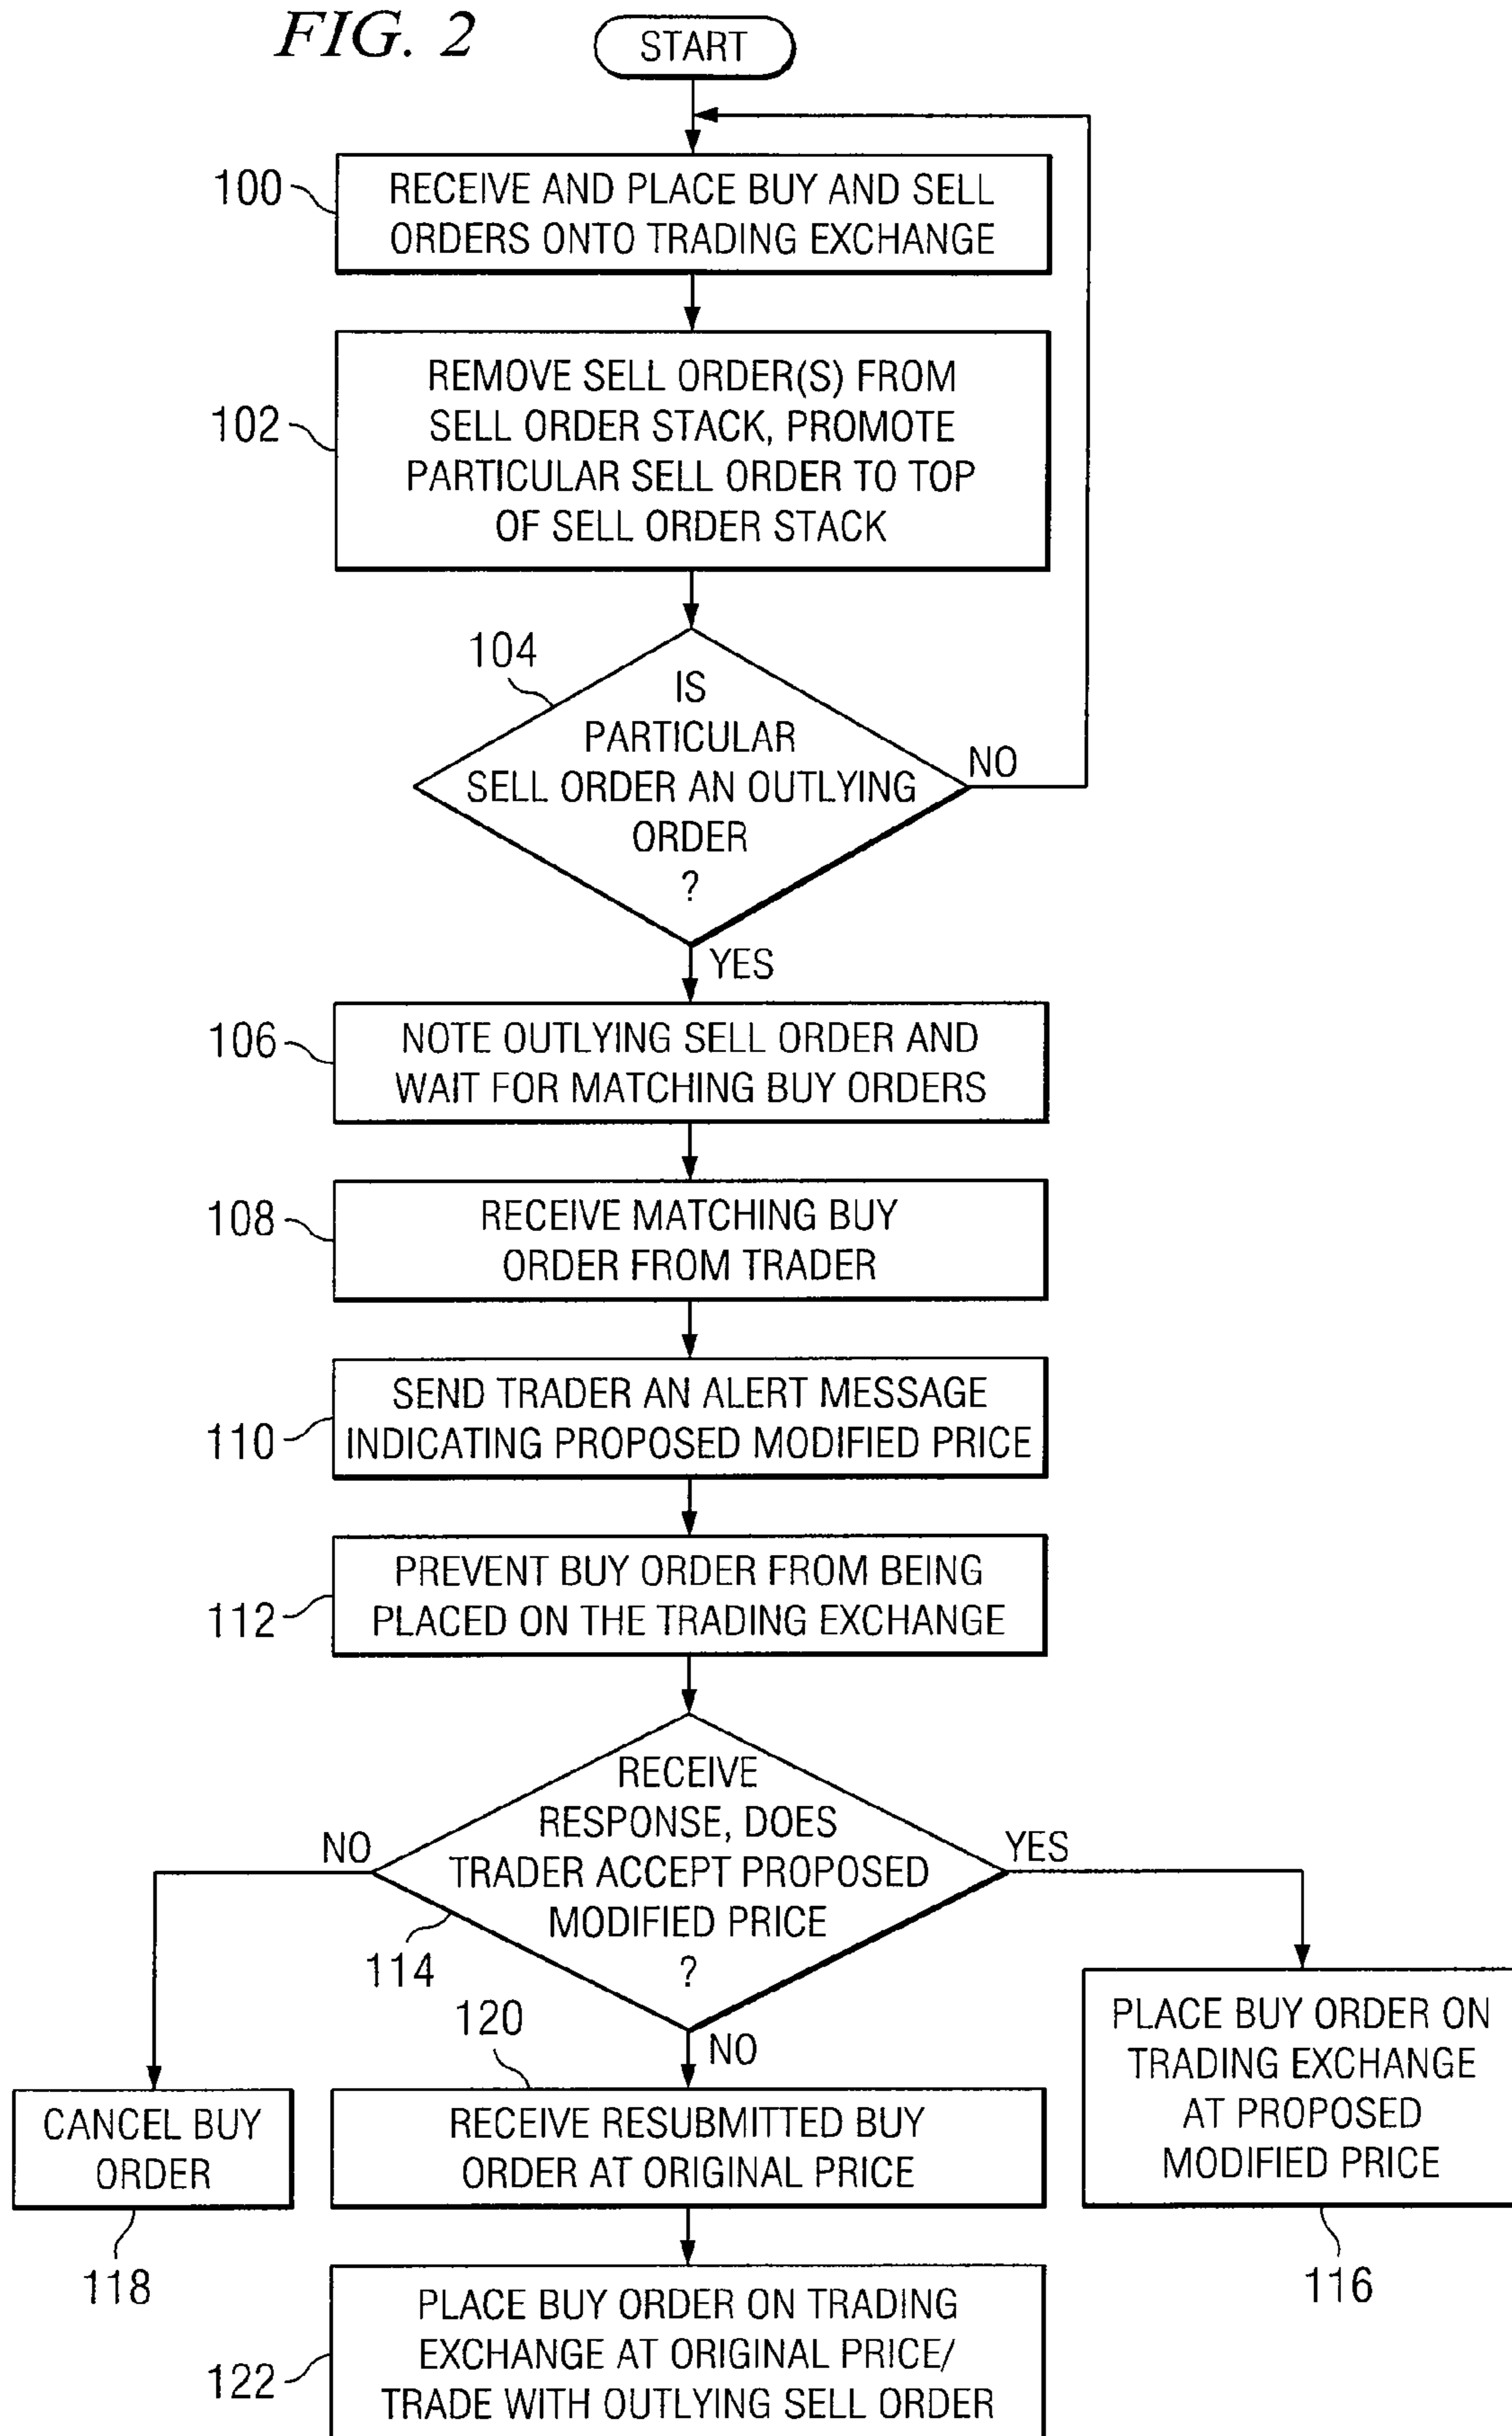 FIG. 2
START
100
RECEIVE AND PLACE BUY AND SELL
ORDERS ONTO TRADING EXCHANGE
102
REMOVE SELL ORDER(S) FROM
SELL ORDER STACK, PROMOTE
PARTICULAR SELL ORDER TO TOP
OF SELL ORDER STACK
104
IS
PARTICULAR
SELL ORDER AN OUTLYING
ORDER
?
NO
YES
106
NOTE OUTLYING SELL ORDER AND
WAIT FOR MATCHING BUY ORDERS
108
RECEIVE MATCHING BUY
ORDER FROM TRADER
110
SEND TRADER AN ALERT MESSAGE
INDICATING PROPOSED MODIFIED PRICE
112
PREVENT BUY ORDER FROM BEING
PLACED ON THE TRADING EXCHANGE
114
RECEIVE
RESPONSE, DOES
TRADER ACCEPT PROPOSED
MODIFIED PRICE
?
NO
YES
NO
118
CANCEL BUY
ORDER
120
RECEIVE RESUBMITTED BUY
ORDER AT ORIGINAL PRICE
PLACE BUY ORDER ON
TRADING EXCHANGE
AT PROPOSED
MODIFIED PRICE
116
122
PLACE BUY ORDER ON TRADING
EXCHANGE AT ORIGINAL PRICE/
TRADE WITH OUTLYING SELL ORDER